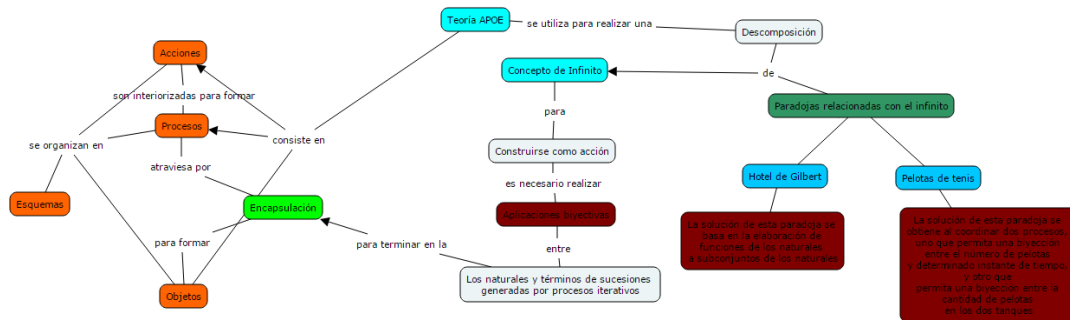 Teoría APOE
se utiliza para realizar una
Descomposición
de
Acciones
Concepto de Infinito
son interiorizadas para formar
Paradojas relacionadas con el infinito
para
Procesos
consiste en
se organizan en
Construirse como acción
atraviesa por
Hotel de Gilbert
Pelotas de tenis
es necesario realizar
Esquemas
Encapsulación
Aplicaciones biyectivas
La solución de esta paradoja se
basa en la elaboración de
funciones de los naturales
a subconjuntos de los naturales
La solución de esta paradoja se
obtiene al coordinar dos procesos,
uno que permita una biyección
entre el número de pelotas
y determinado instante de tiempo;
y otro que
permita una biyección entre la
cantidad de pelotas
en los dos tanques
para formar
para terminar en la
entre
Los naturales y términos de sucesiones
generadas por procesos iterativos
Objetos